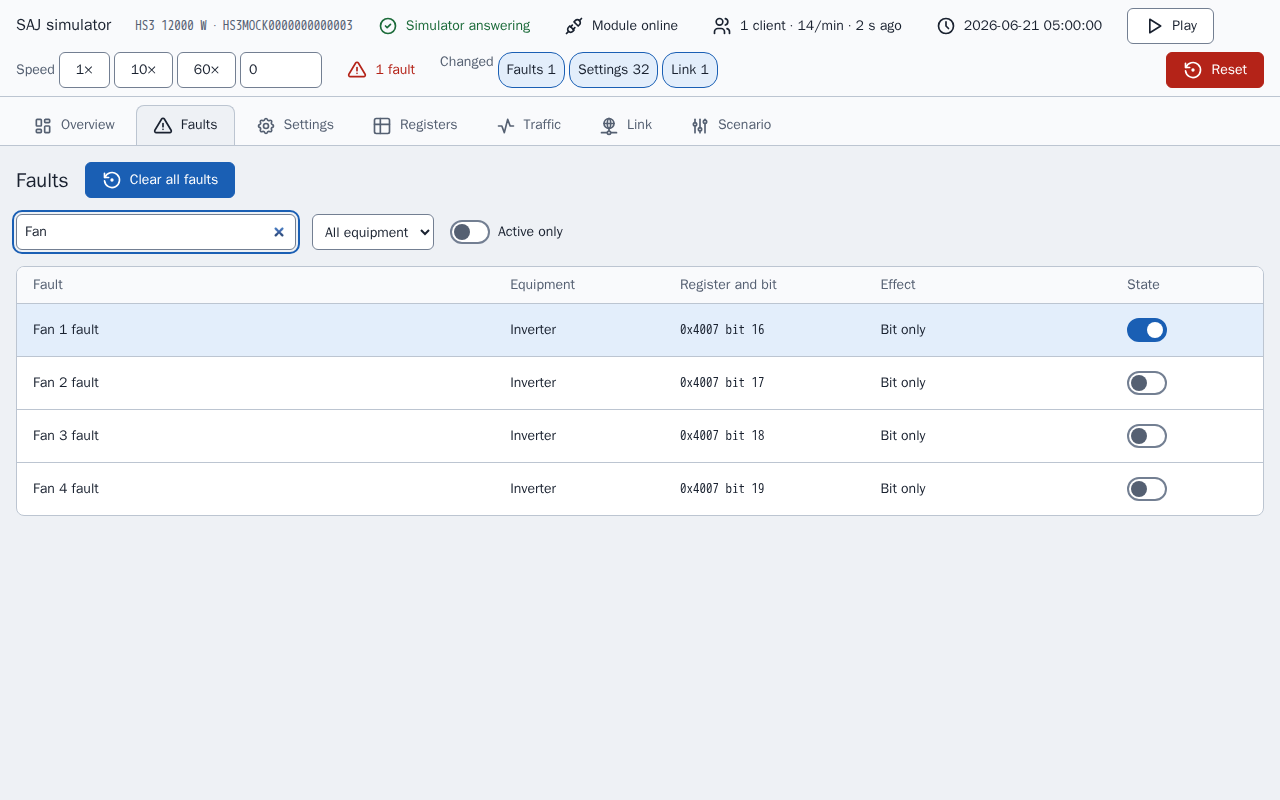 SAJ simulator HS3 12000 W · HS3MOCK0000000000003 Simulator answering Module online 1 client · 14/min · 2 s ago 2026-06-21 05:00:00 Play
Speed 1× 10× 60× 0 1 fault Changed Faults 1 Settings 32 Link 1 Reset
Overview Faults Settings Registers Traffic Link Scenario
Faults Clear all faults
Fan All equipment Active only
Fault Equipment Register and bit Effect State
Fan 1 fault Inverter 0x4007 bit 16 Bit only
Fan 2 fault Inverter 0x4007 bit 17 Bit only
Fan 3 fault Inverter 0x4007 bit 18 Bit only
Fan 4 fault Inverter 0x4007 bit 19 Bit only